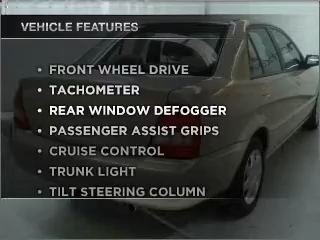 VEHICLE FEATURES
• FRONT WHEEL DRIVE
• TACHOMETER
• REAR WINDOW DEFOGGER
• PASSENGER ASSIST GRIPS
• CRUISE CONTROL
• TRUNK LIGHT
• TILT STEERING COLUMN